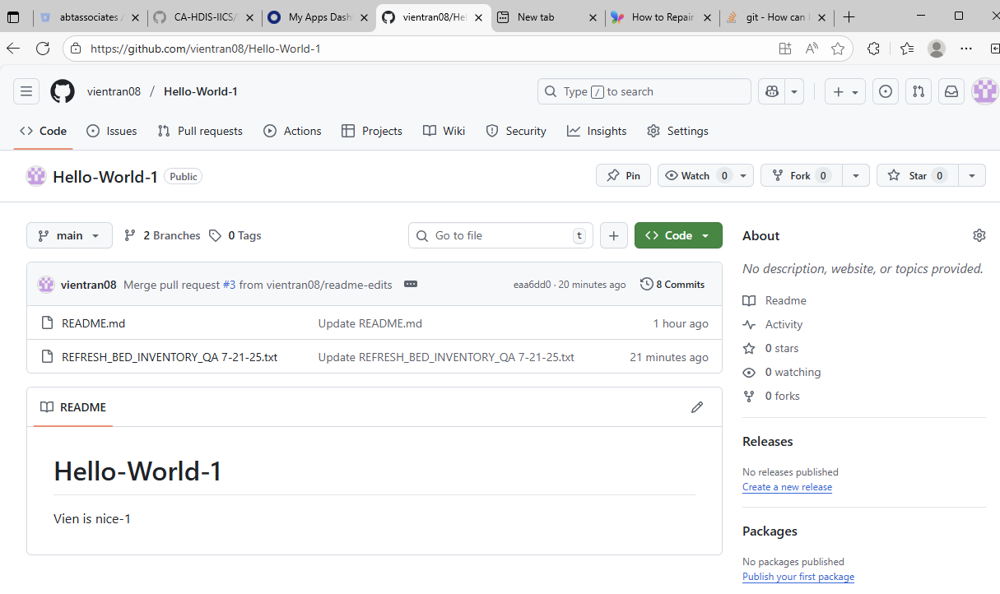 abtassociates /
CA-HDIS-IICS/
My Apps Dash
vientran08/Hel
New tab
How to Repair
git - How can I
https://github.com/vientran08/Hello-World-1
vientran08 / Hello-World-1
Type / to search
Code
Issues
Pull requests
Actions
Projects
Wiki
Security
Insights
Settings
Hello-World-1 Public
Pin
Watch 0
Fork 0
Star 0
main
2 Branches
0 Tags
Go to file t
Code
vientran08 Merge pull request #3 from vientran08/readme-edits
eaa6dd0 · 20 minutes ago
8 Commits
README.md Update README.md 1 hour ago
REFRESH_BED_INVENTORY_QA 7-21-25.txt Update REFRESH_BED_INVENTORY_QA 7-21-25.txt 21 minutes ago
README
Hello-World-1
Vien is nice-1
About
No description, website, or topics provided.
Readme
Activity
0 stars
0 watching
0 forks
Releases
No releases published
Create a new release
Packages
No packages published
Publish your first package